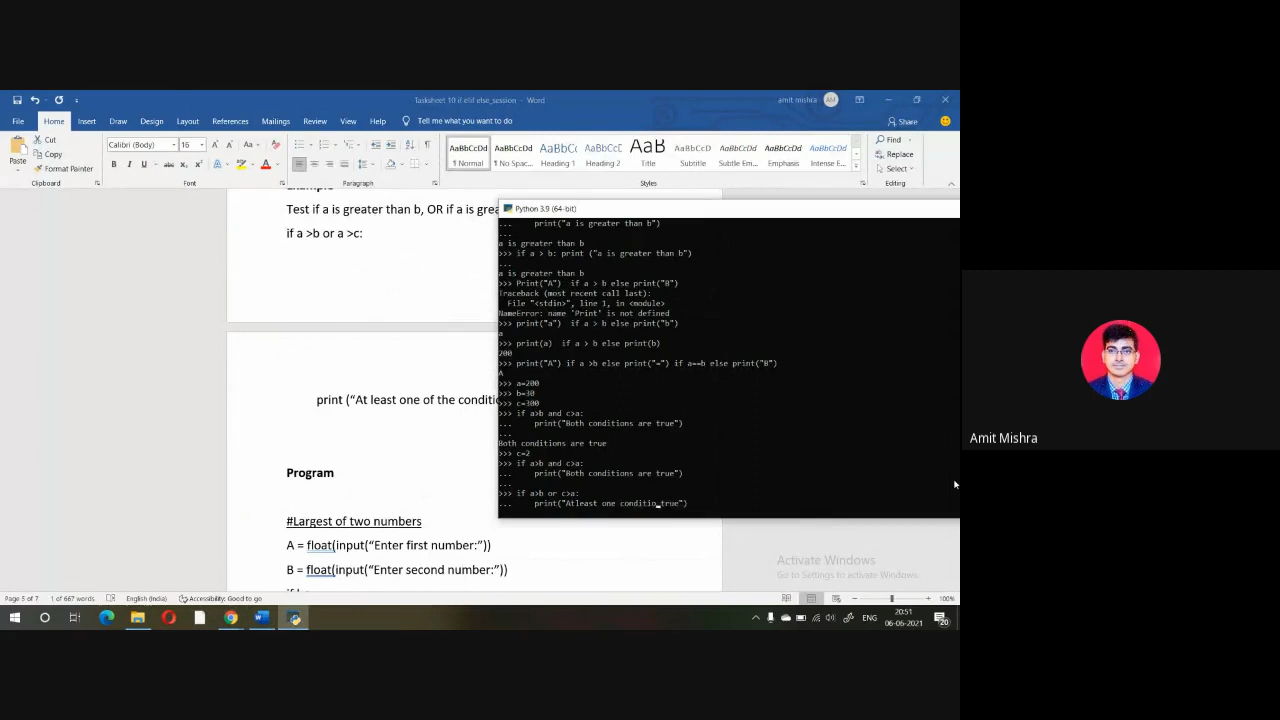 Tasksheet 10 if elif else_session - Word
amit mishra
AM
File Home Insert Draw Design Layout References Mailings Review View Help Tell me what you want to do
Share
Paste
Cut
Copy
Format Painter
Clipboard
Calibri (Body) 16
Font
Paragraph
AaBbCcDd AaBbCcDd AaBbC( AaBbCcC AaB AaBbCcD AaBbCcDd AaBbCcDd AaBbCcDd
¶ Normal ¶ No Spac... Heading 1 Heading 2 Title Subtitle Subtle Em... Emphasis Intense E...
Styles
Find
Replace
Select
Editing
Example
Test if a is greater than b, OR if a is grea
if a >b or a >c:
print (“At least one of the conditio
Program
#Largest of two numbers
A = float(input(“Enter first number:”))
B = float(input(“Enter second number:”))
Python 3.9 (64-bit)
... print("a is greater than b")
...
a is greater than b
>>> if a > b: print ("a is greater than b")
...
a is greater than b
>>> Print("A") if a > b else print("B")
Traceback (most recent call last):
File "<stdin>", line 1, in <module>
NameError: name 'Print' is not defined
>>> print("a") if a > b else print("b")
a
>>> print(a) if a > b else print(b)
200
>>> print("A") if a >b else print("=") if a==b else print("B")
A
>>> a=200
>>> b=30
>>> c=300
>>> if a>b and c>a:
... print("Both conditions are true")
...
Both conditions are true
>>> c=2
>>> if a>b and c>a:
... print("Both conditions are true")
...
>>> if a>b or c>a:
... print("Atleast one conditio true")
Activate Windows
Go to Settings to activate Windows.
Page 5 of 7 1 of 667 words English (India) Accessibility: Good to go
100%
ENG
20:51
06-06-2021
20
Amit Mishra